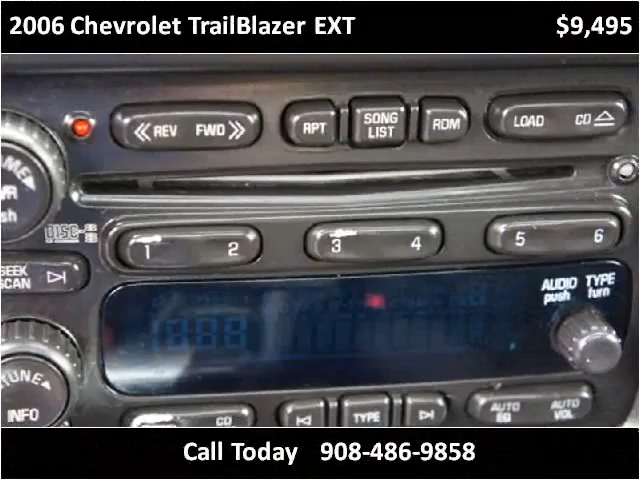 2006 Chevrolet TrailBlazer EXT $9,495
REV FWD RPT SONG LIST RDM LOAD CD
DISC
1 2 3 4 5 6
SEEK SCAN
AUDIO push TYPE turn
TUNE
INFO
CD TYPE AUTO EQ AUTO VOL
Call Today 908-486-9858